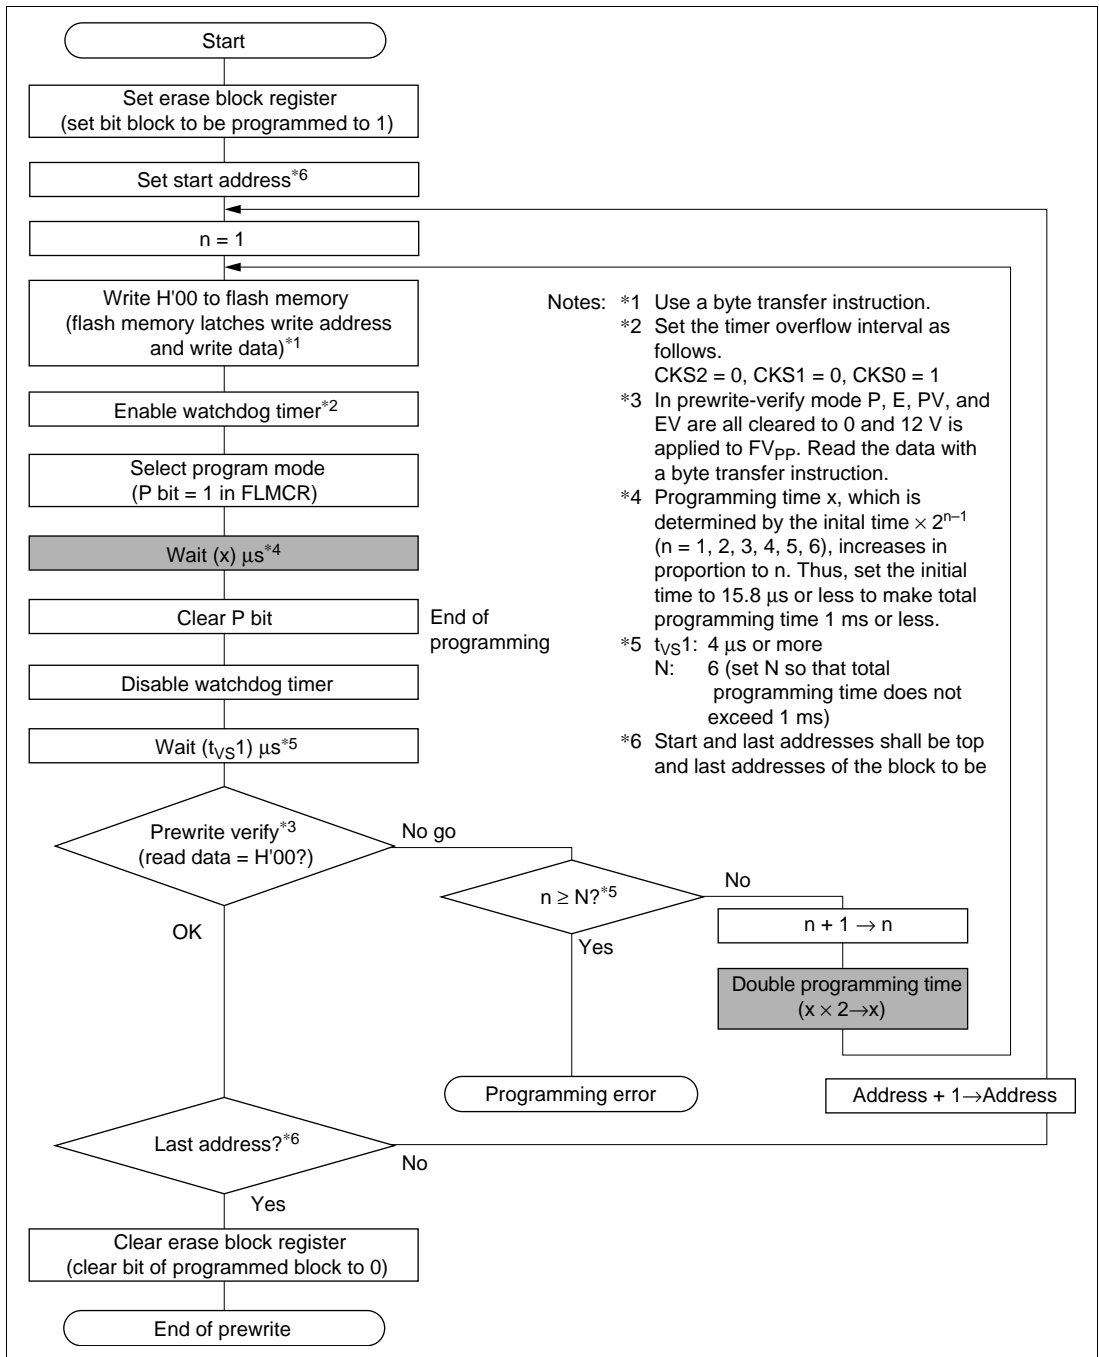 Start
Set erase block register
(set bit block to be programmed to 1)
Set start address*6
n = 1
Write H'00 to flash memory
(flash memory latches write address
and write data)*1
Enable watchdog timer*2
Select program mode
(P bit = 1 in FLMCR)
Wait (x) μs*4
Clear P bit
End of
programming
Disable watchdog timer
Wait (tVS1) μs*5
Notes: *1 Use a byte transfer instruction.
*2 Set the timer overflow interval as
follows.
CKS2 = 0, CKS1 = 0, CKS0 = 1
*3 In prewrite-verify mode P, E, PV, and
EV are all cleared to 0 and 12 V is
applied to FVPP. Read the data with
a byte transfer instruction.
*4 Programming time x, which is
determined by the inital time × 2n–1
(n = 1, 2, 3, 4, 5, 6), increases in
proportion to n. Thus, set the initial
time to 15.8 μs or less to make total
programming time 1 ms or less.
*5 tVS1: 4 μs or more
N: 6 (set N so that total
programming time does not
exceed 1 ms)
*6 Start and last addresses shall be top
and last addresses of the block to be
Prewrite verify*3
(read data = H'00?)
No go
OK
n ≥ N?*5
No
Yes
n + 1 → n
Double programming time
(x × 2→x)
Programming error
Address + 1→Address
Last address?*6
No
Yes
Clear erase block register
(clear bit of programmed block to 0)
End of prewrite